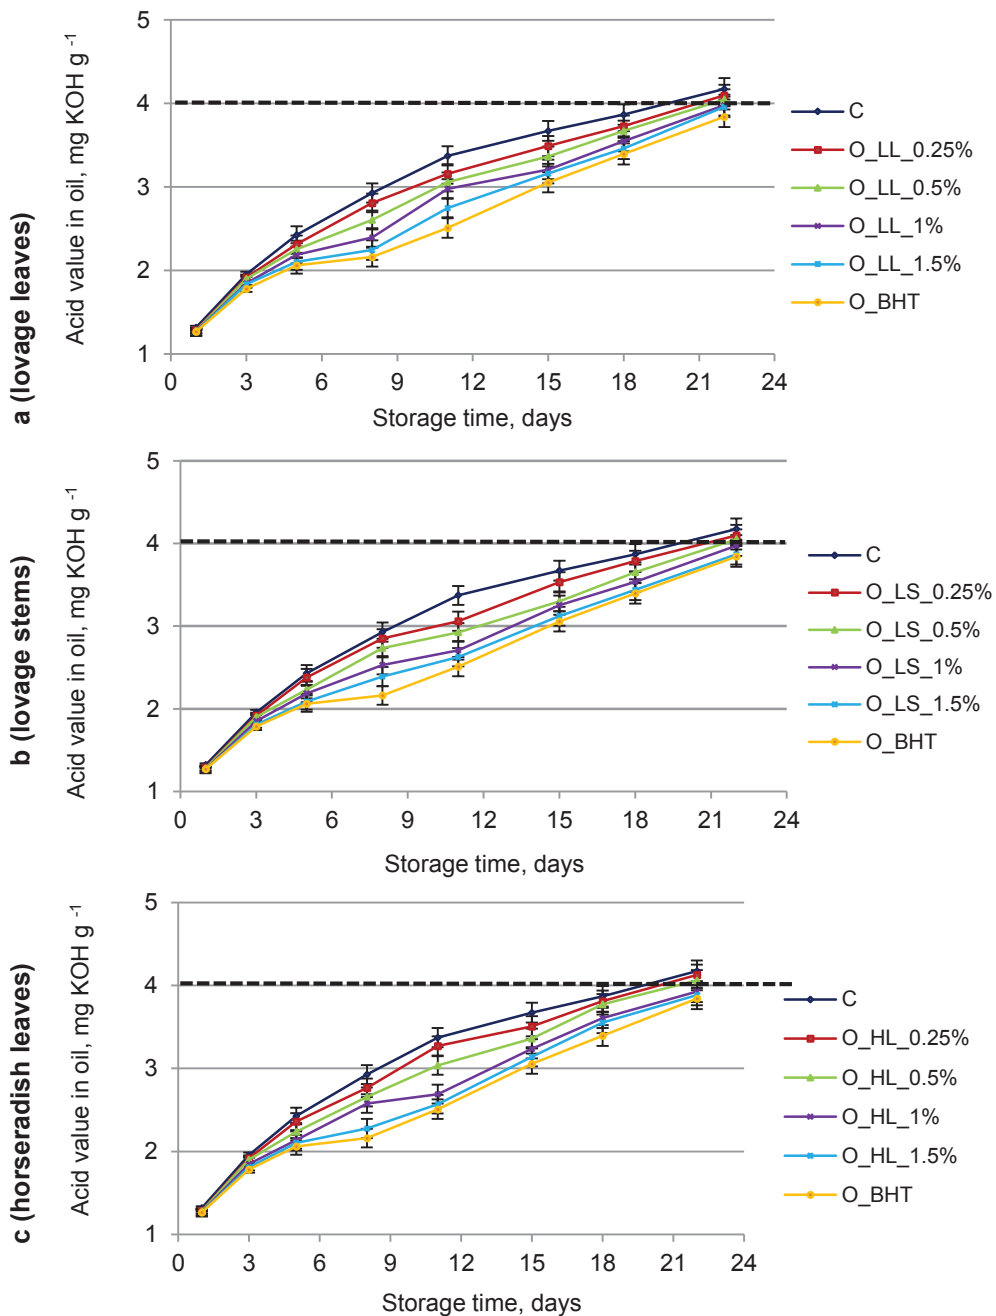 a (lovage leaves)
Acid value in oil, mg KOH g -1
5
4
3
2
1
0 3 6 9 12 15 18 21 24
Storage time, days
C
O_LL_0.25%
O_LL_0.5%
O_LL_1%
O_LL_1.5%
O_BHT
b (lovage stems)
Acid value in oil, mg KOH g -1
5
4
3
2
1
0 3 6 9 12 15 18 21 24
Storage time, days
C
O_LS_0.25%
O_LS_0.5%
O_LS_1%
O_LS_1.5%
O_BHT
c (horseradish leaves)
Acid value in oil, mg KOH g -1
5
4
3
2
1
0 3 6 9 12 15 18 21 24
Storage time, days
C
O_HL_0.25%
O_HL_0.5%
O_HL_1%
O_HL_1.5%
O_BHT